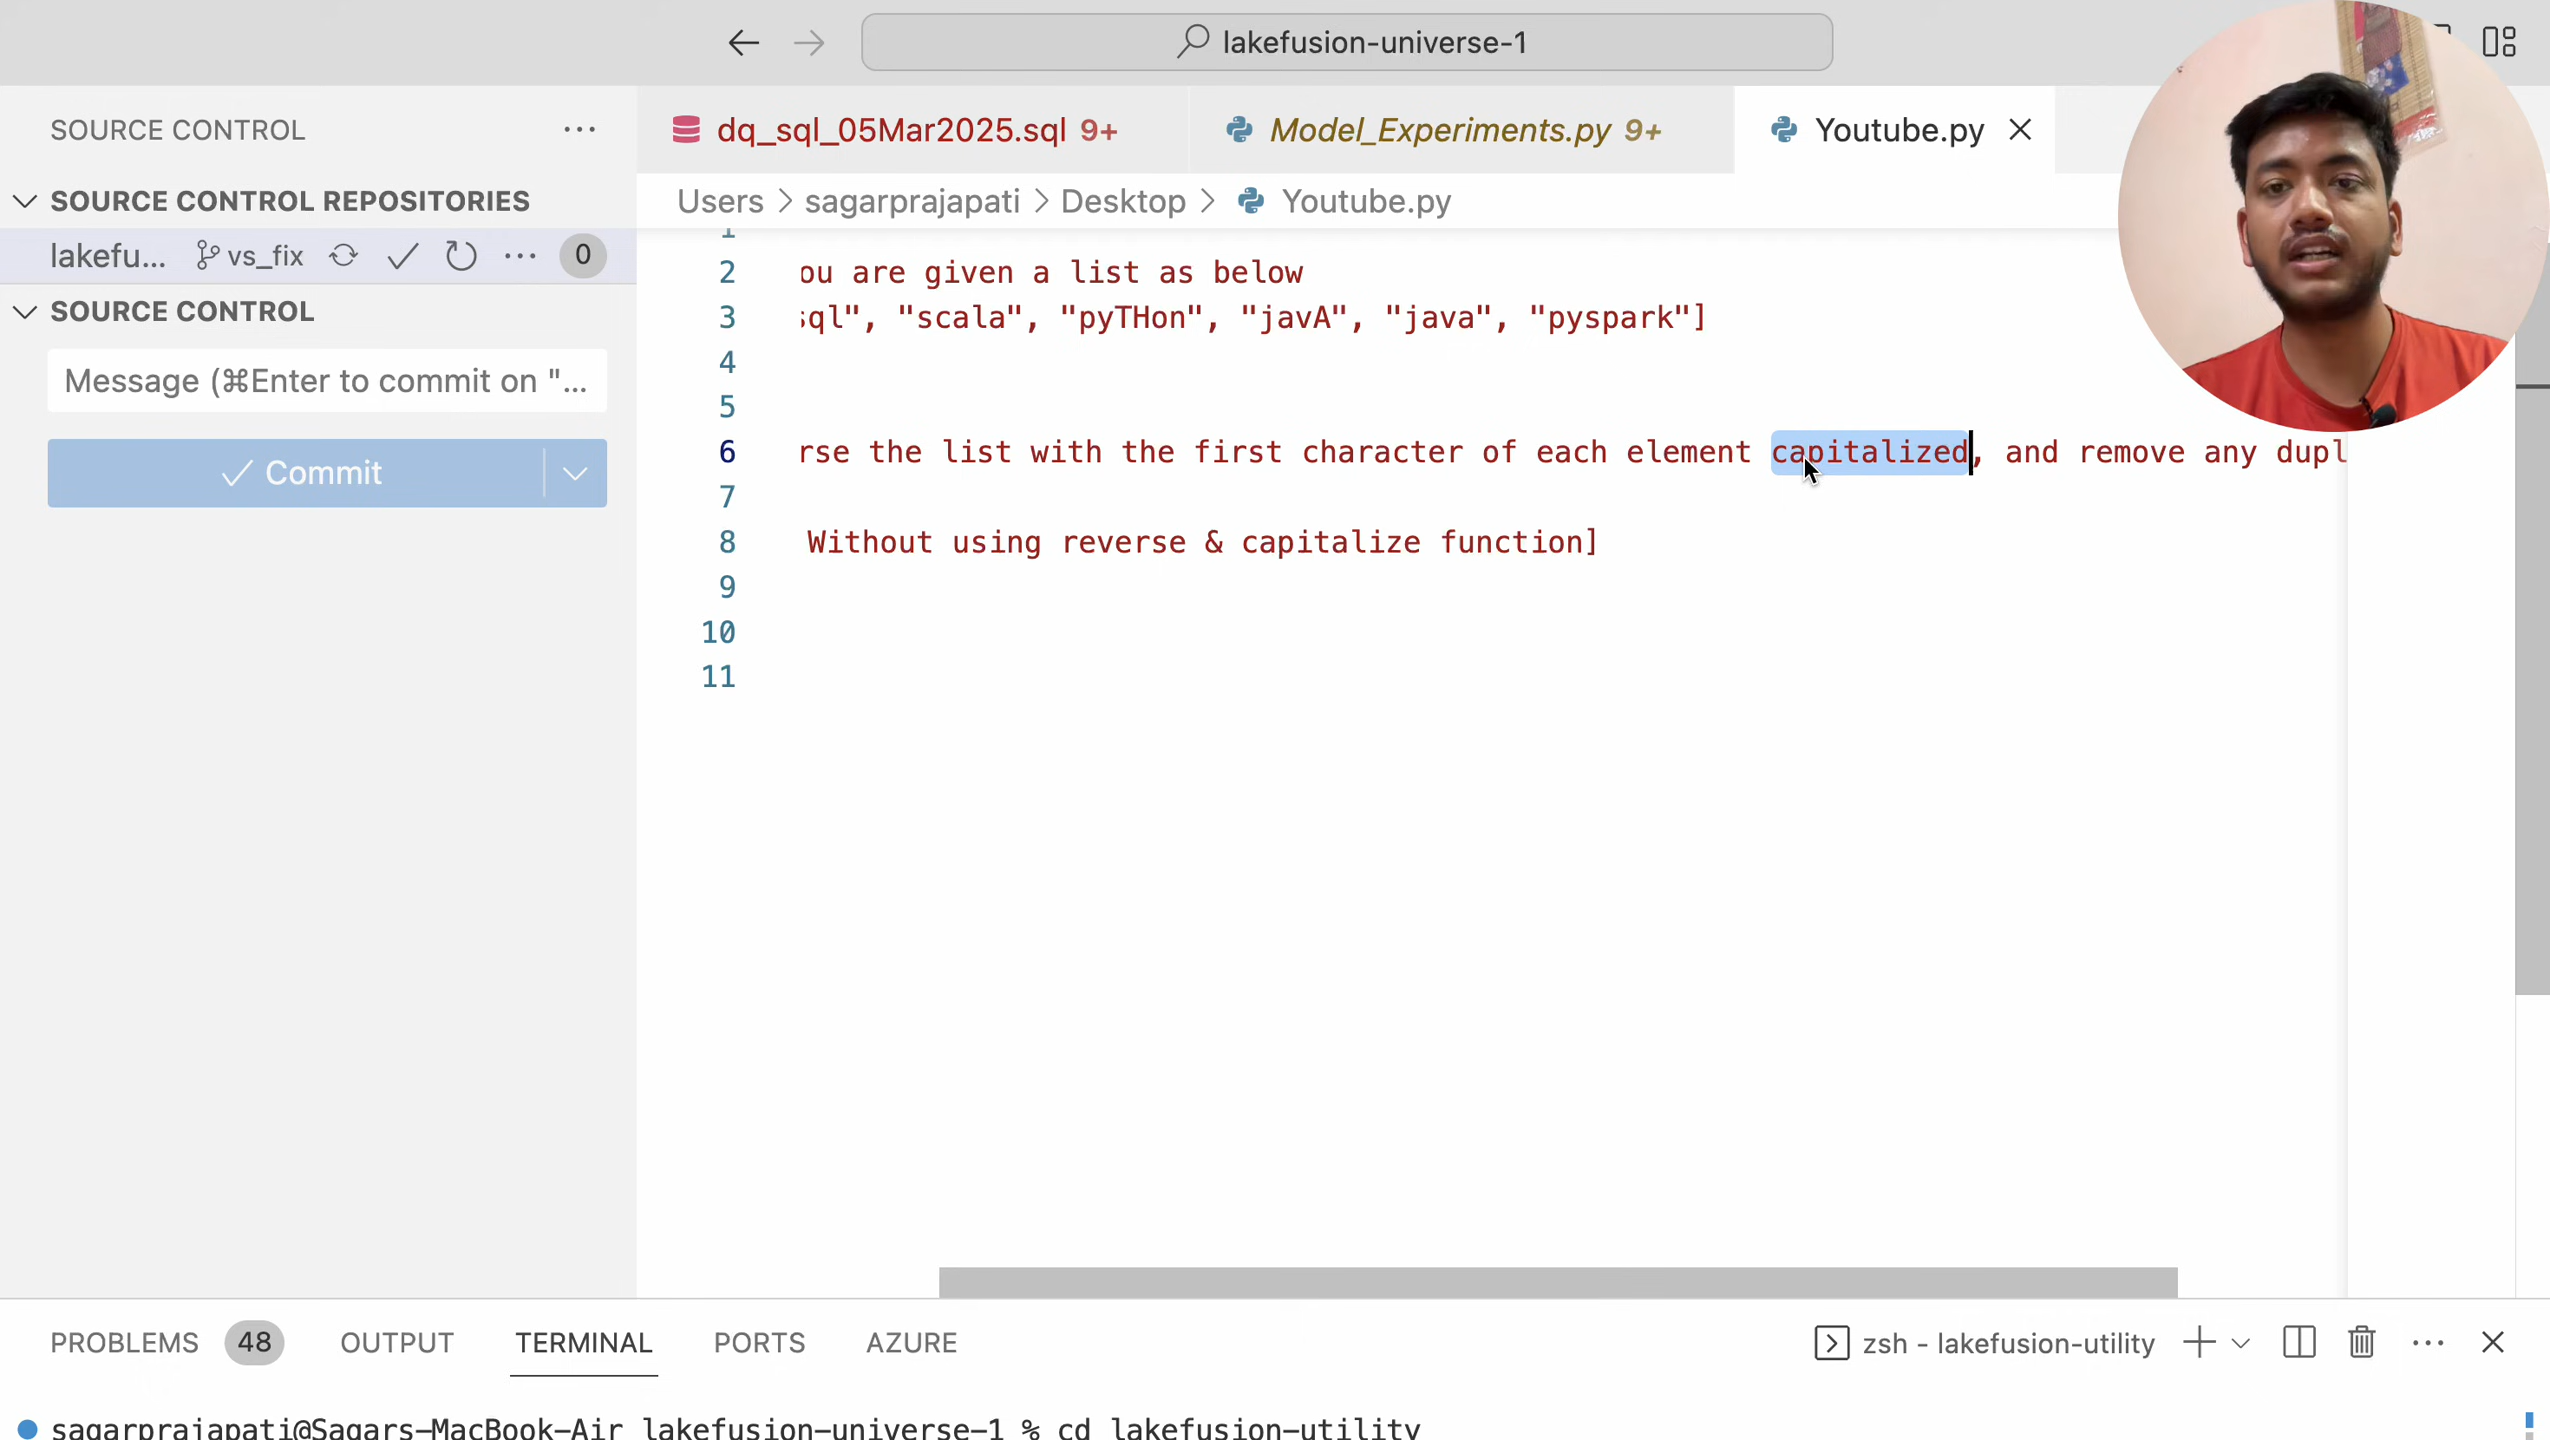 lakefusion-universe-1
SOURCE CONTROL
dq_sql_05Mar2025.sql 9+
Model_Experiments.py 9+
Youtube.py
SOURCE CONTROL REPOSITORIES
Users > sagarprajapati > Desktop > Youtube.py
lakefu... vs_fix 0
SOURCE CONTROL
Message (⌘Enter to commit on "...
Commit
1
2 ou are given a list as below
3 sql", "scala", "pyTHon", "javA", "java", "pyspark"]
4
5
6 rse the list with the first character of each element capitalized, and remove any dupl
7
8 Without using reverse & capitalize function]
9
10
11
PROBLEMS 48 OUTPUT TERMINAL PORTS AZURE
zsh - lakefusion-utility
sagarprajapati@Sagars-MacBook-Air lakefusion-universe-1 % cd lakefusion-utility